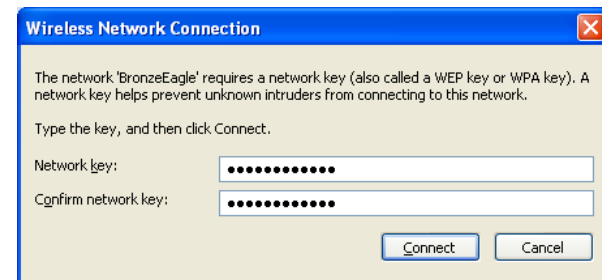 Wireless Network Connection
The network 'BronzeEagle' requires a network key (also called a WEP key or WPA key). A
network key helps prevent unknown intruders from connecting to this network.
Type the key, and then click Connect.
Network key: ●●●●●●●●●●●●
Confirm network key: ●●●●●●●●●●●●
Connect Cancel